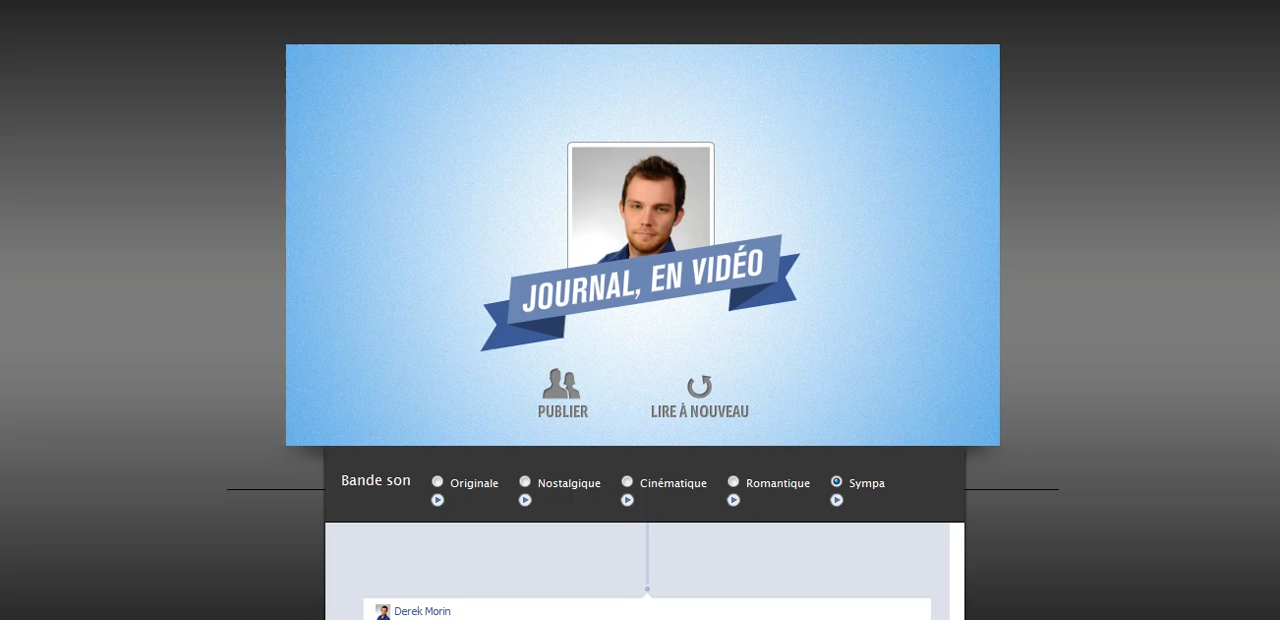 JOURNAL, EN VIDÉO
PUBLIER
LIRE À NOUVEAU
Bande son
Originale
Nostalgique
Cinématique
Romantique
Sympa
Derek Morin